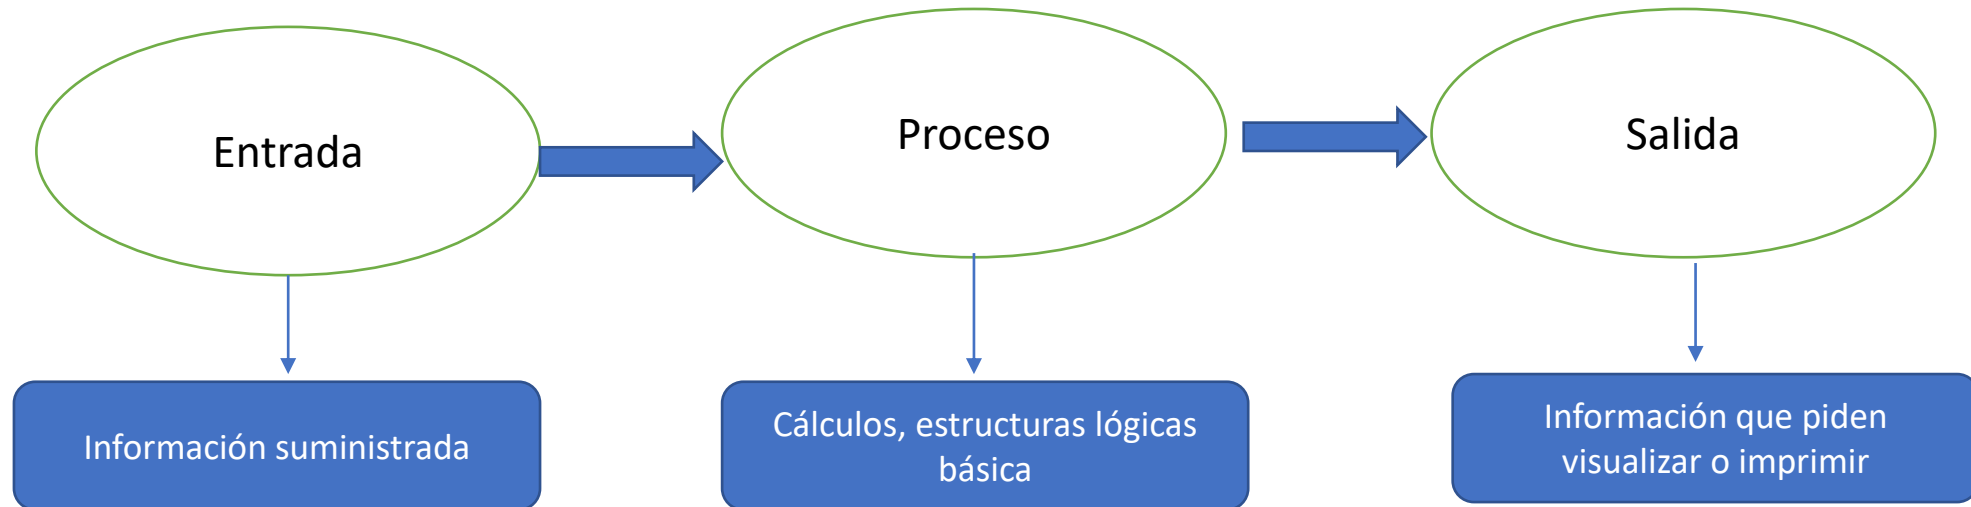 Entrada
Proceso
Salida
Información suministrada
Cálculos, estructuras lógicas
básica
Información que piden
visualizar o imprimir